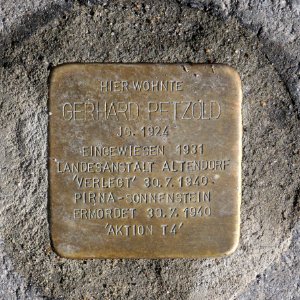 HIER WOHNTE
GERHARD PETZOLD
JG. 1924
EINGEWIESEN 1931
LANDESANSTALT ALTENDORF
'VERLEGT' 30.7.1940
PIRNA-SONNENSTEIN
ERMORDET 30.7.1940
'AKTION T4'